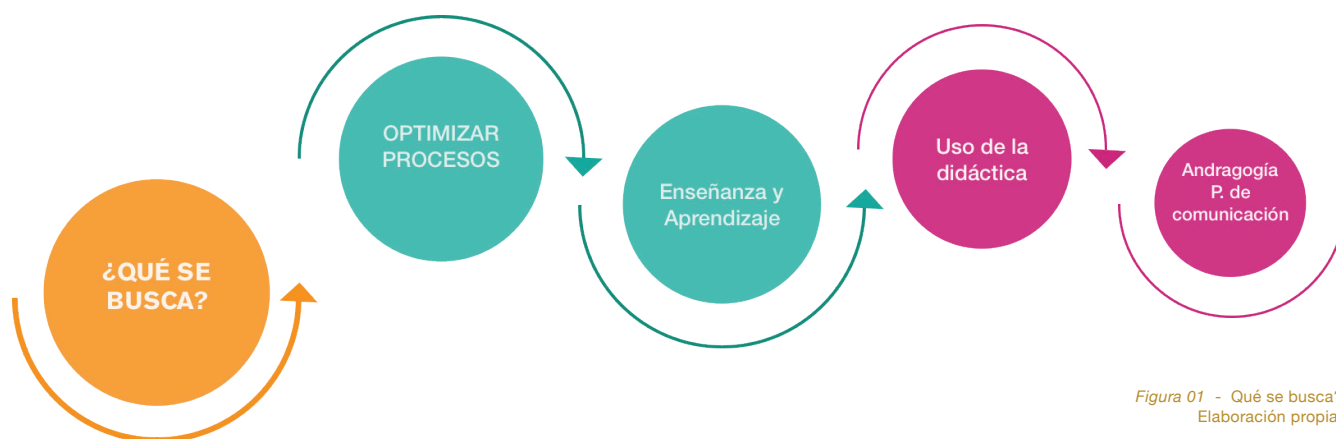 ¿QUÉ SE
BUSCA?
OPTIMIZAR
PROCESOS
Enseñanza y
Aprendizaje
Uso de la
didáctica
Andragogía
P. de
comunicación
Figura 01 - Qué se busca?
Elaboración propia